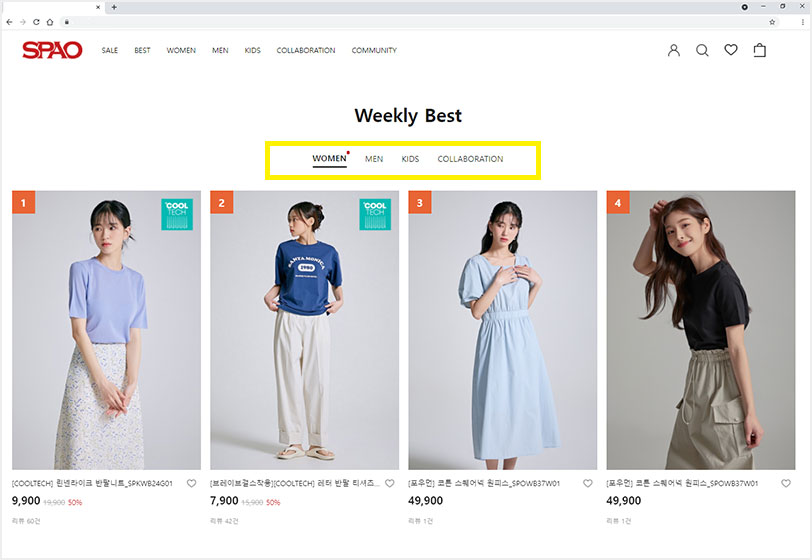 SPAO
SALE BEST WOMEN MEN KIDS COLLABORATION COMMUNITY
Weekly Best
WOMEN MEN KIDS COLLABORATION
1 COOL TECH
2 COOL TECH
SANTA MONICA
1980
3
4
[COOLTECH] 린넨라이크 반팔니트_SPKWB24G01
9,900 19,900 50%
리뷰 60건
[브레이브걸스착용][COOLTECH] 레터 반팔 티셔츠...
7,900 15,900 50%
리뷰 42건
[포우먼] 코튼 스퀘어넥 원피스_SPOWB37W01
49,900
리뷰 1건
[포우먼] 코튼 스퀘어넥 원피스_SPOWB37W01
49,900
리뷰 1건